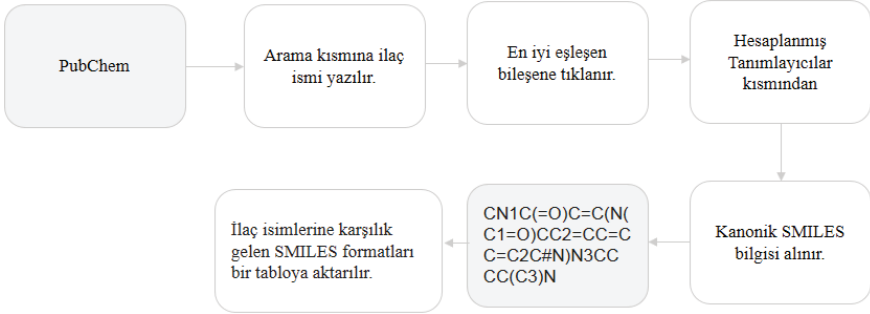 PubChem
Arama kısmına ilaç
ismi yazılır.
En iyi eşleşen
bileşene tıklanır.
Hesaplanmış
Tanımlayıcılar
kısmından
Kanonik SMILES
bilgisi alınır.
CN1C(=O)C=C(N(
C1=O)CC2=CC=C
C=C2C#N)N3CC
CC(C3)N
İlaç isimlerine karşılık
gelen SMILES formatları
bir tabloya aktarılır.